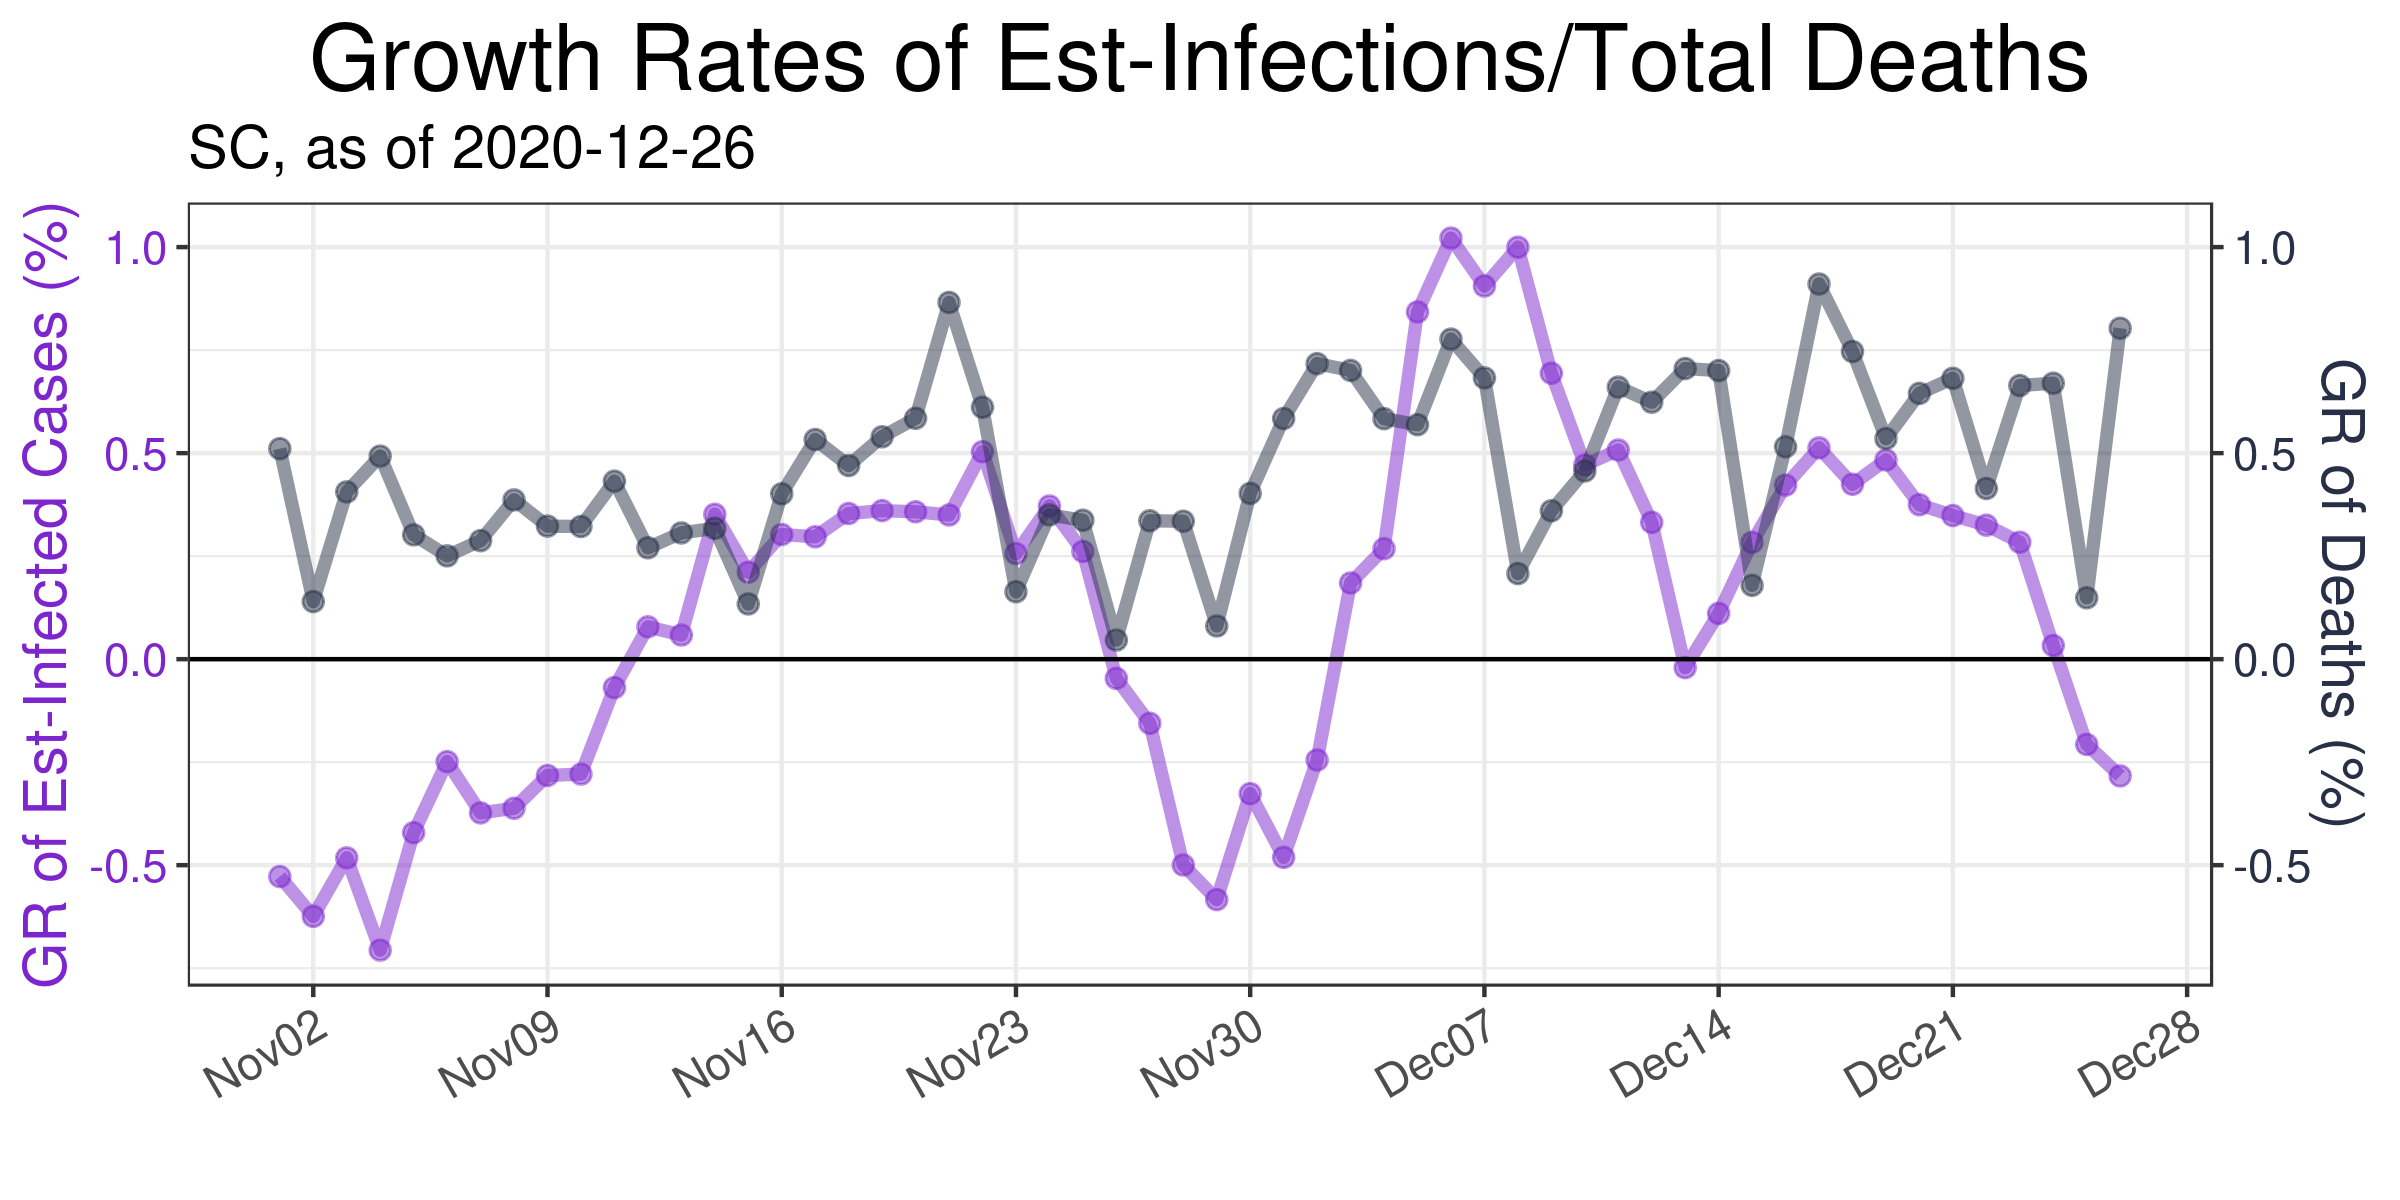 Growth Rates of Est-Infections/Total Deaths
SC, as of 2020-12-26
GR of Est-Infected Cases (%)
1.0
0.5
0.0
-0.5
1.0
0.5
0.0
-0.5
GR of Deaths (%)
Nov02
Nov09
Nov16
Nov23
Nov30
Dec07
Dec14
Dec21
Dec28